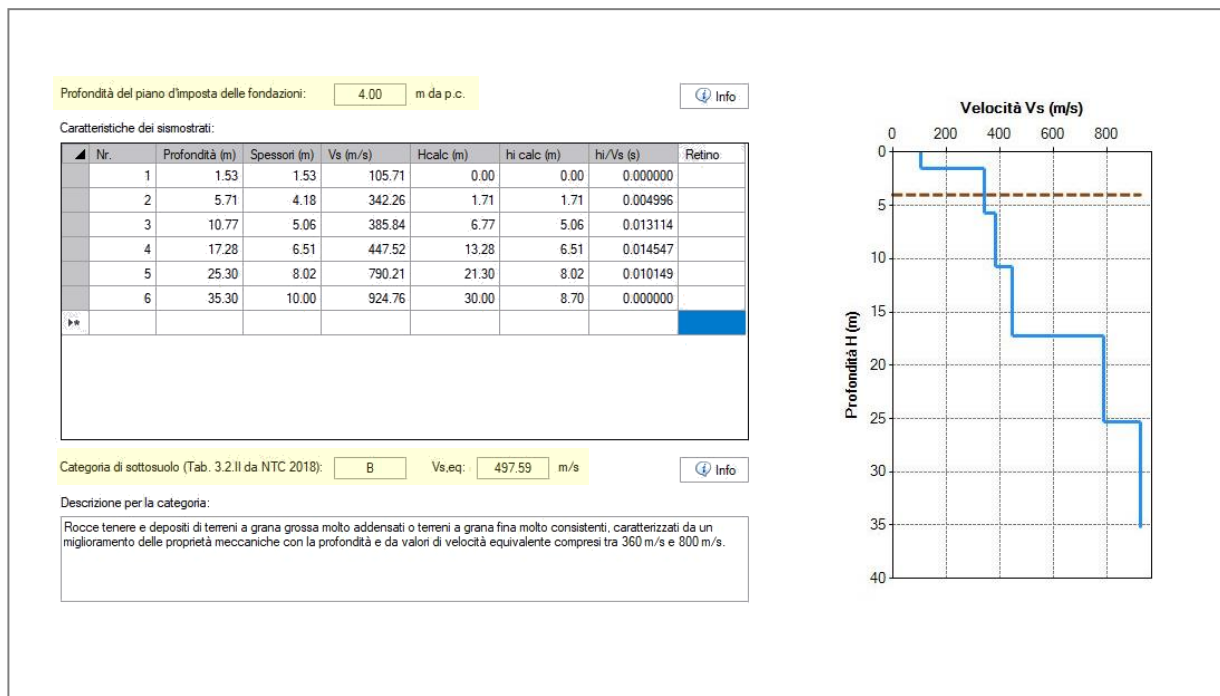 Profondità del piano d'imposta delle fondazioni: 4.00 m da p.c. Info
Caratteristiche dei sismostrati:
Nr. Profondità (m) Spessori (m) Vs (m/s) Hcalc (m) hi calc (m) hi/Vs (s) Retino
1 1.53 1.53 105.71 0.00 0.00 0.000000
2 5.71 4.18 342.26 1.71 1.71 0.004996
3 10.77 5.06 385.84 6.77 5.06 0.013114
4 17.28 6.51 447.52 13.28 6.51 0.014547
5 25.30 8.02 790.21 21.30 8.02 0.010149
6 35.30 10.00 924.76 30.00 8.70 0.000000
Categoria di sottosuolo (Tab. 3.2.II da NTC 2018): B Vs,eq: 497.59 m/s Info
Descrizione per la categoria:
Rocce tenere e depositi di terreni a grana grossa molto addensati o terreni a grana fina molto consistenti, caratterizzati da un
miglioramento delle proprietà meccaniche con la profondità e da valori di velocità equivalente compresi tra 360 m/s e 800 m/s.
Velocità Vs (m/s)
0 200 400 600 800
0
5
10
15
20
25
30
35
40
Profondità H (m)